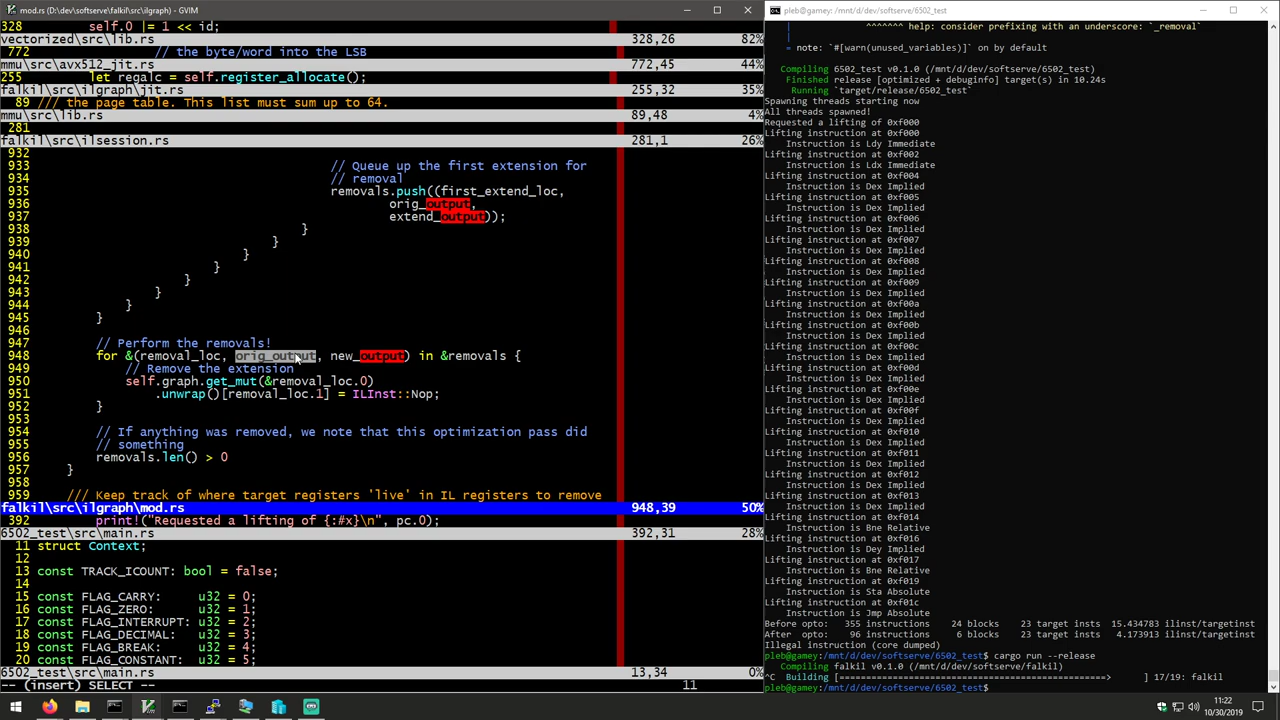 mod.rs (D:\dev\softserve\falkil\src\ilgraph) - GVIM
328         self.0 |= 1 << id;
vectorized\src\lib.rs 328,26 82%
772                 // the byte/word into the LSB
mmu\src\avx512_jit.rs 772,45 44%
255         let regalc = self.register_allocate();
falkil\src\ilgraph\jit.rs 255,32 35%
89 /// the page table. This list must sum up to 64.
mmu\src\lib.rs 89,48 4%
281
falkil\src\ilsession.rs 281,1 26%
932
933 // Queue up the first extension for
934 // removal
935 removals.push((first_extend_loc,
936 orig_output,
937 extend_output));
938 }
939 }
940 }
941 }
942 }
943 }
944 }
945 }
946
947 // Perform the removals!
948 for &(removal_loc, orig_output, new_output) in &removals {
949 // Remove the extension
950 self.graph.get_mut(&removal_loc.0)
951 .unwrap()[removal_loc.1] = ILInst::Nop;
952 }
953
954 // If anything was removed, we note that this optimization pass did
955 // something
956 removals.len() > 0
957 }
958
959 /// Keep track of where target registers 'live' in IL registers to remove
falkil\src\ilgraph\mod.rs 948,39 50%
392 print!("Requested a lifting of {:#x}\n", pc.0);
6502_test\src\main.rs 392,31 28%
11 struct Context;
12
13 const TRACK_ICOUNT: bool = false;
14
15 const FLAG_CARRY:     u32 = 0;
16 const FLAG_ZERO:      u32 = 1;
17 const FLAG_INTERRUPT: u32 = 2;
18 const FLAG_DECIMAL:   u32 = 3;
19 const FLAG_BREAK:     u32 = 4;
20 const FLAG_CONSTANT:  u32 = 5;
6502_test\src\main.rs 13,34 0%
-- (insert) SELECT -- 11
pleb@gamey: /mnt/d/dev/softserve/6502_test
^^^^^^^ help: consider prefixing with an underscore: `_removal`
|
= note: `#[warn(unused_variables)]` on by default
Compiling 6502_test v0.1.0 (/mnt/d/dev/softserve/6502_test)
Finished release [optimized + debuginfo] target(s) in 10.24s
Running `target/release/6502_test`
Spawning threads starting now
All threads spawned!
Requested a lifting of 0xf000
Lifting instruction at 0xf000
Instruction is Ldy Immediate
Lifting instruction at 0xf002
Instruction is Ldx Immediate
Lifting instruction at 0xf004
Instruction is Dex Implied
Lifting instruction at 0xf005
Instruction is Dex Implied
Lifting instruction at 0xf006
Instruction is Dex Implied
Lifting instruction at 0xf007
Instruction is Dex Implied
Lifting instruction at 0xf008
Instruction is Dex Implied
Lifting instruction at 0xf009
Instruction is Dex Implied
Lifting instruction at 0xf00a
Instruction is Dex Implied
Lifting instruction at 0xf00b
Instruction is Dex Implied
Lifting instruction at 0xf00c
Instruction is Dex Implied
Lifting instruction at 0xf00d
Instruction is Dex Implied
Lifting instruction at 0xf00e
Instruction is Dex Implied
Lifting instruction at 0xf00f
Instruction is Dex Implied
Lifting instruction at 0xf010
Instruction is Dex Implied
Lifting instruction at 0xf011
Instruction is Dex Implied
Lifting instruction at 0xf012
Instruction is Dex Implied
Lifting instruction at 0xf013
Instruction is Dex Implied
Lifting instruction at 0xf014
Instruction is Bne Relative
Lifting instruction at 0xf016
Instruction is Dey Implied
Lifting instruction at 0xf017
Instruction is Bne Relative
Lifting instruction at 0xf019
Instruction is Sta Absolute
Lifting instruction at 0xf01c
Instruction is Jmp Absolute
Before opto: 355 instructions 24 blocks 23 target insts 15.434783 ilinst/targetinst
After opto: 96 instructions 6 blocks 23 target insts 4.173913 ilinst/targetinst
Illegal instruction (core dumped)
pleb@gamey:/mnt/d/dev/softserve/6502_test$ cargo run --release
Compiling falkil v0.1.0 (/mnt/d/dev/softserve/falkil)
^C Building [==================================================> ] 17/19: falkil
pleb@gamey:/mnt/d/dev/softserve/6502_test$
11:22
10/30/2019